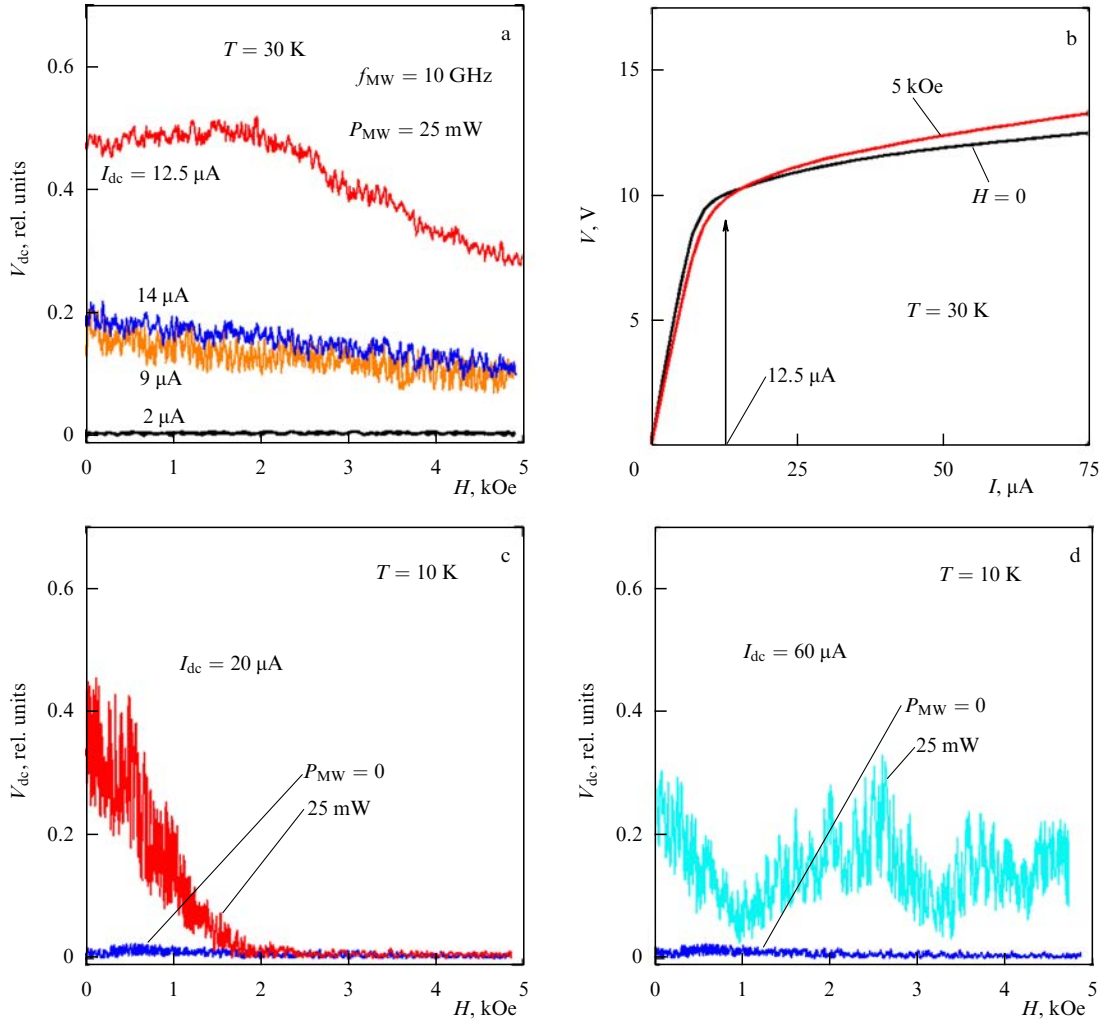 a
T = 30 K
0.6
f_MW = 10 GHz
P_MW = 25 mW
V_dc, rel. units
0.4
I_dc = 12.5 μA
0.2
14 μA
9 μA
2 μA
0
0 1 2 3 4 5
H, kOe
b
15
5 kOe
H = 0
10
V, V
T = 30 K
5
12.5 μA
0 25 50 75
I, μA
c
T = 10 K
0.6
I_dc = 20 μA
V_dc, rel. units
0.4
P_MW = 0
25 mW
0.2
0
0 1 2 3 4 5
H, kOe
d
T = 10 K
0.6
I_dc = 60 μA
V_dc, rel. units
P_MW = 0
0.4
25 mW
0.2
0
0 1 2 3 4 5
H, kOe